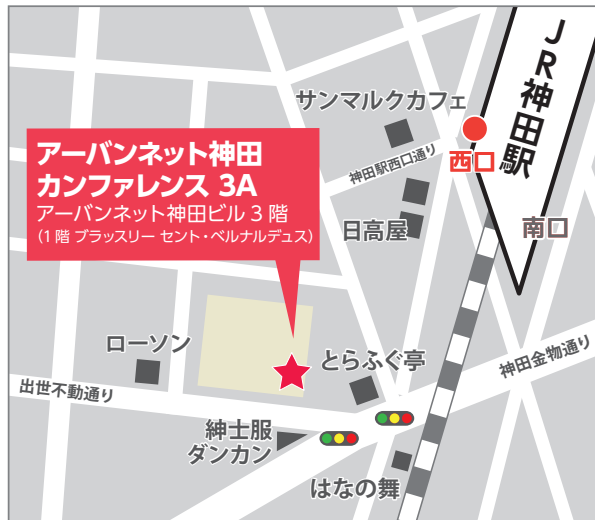 JR神田駅
サンマルクカフェ
アーバンネット神田
カンファレンス 3A
アーバンネット神田ビル 3 階
（1 階 ブラッスリー セント・ベルナルデュス）
神田駅西口通り
西口
日高屋
南口
ローソン
とらふぐ亭
神田金物通り
出世不動通り
紳士服
ダンカン
はなの舞